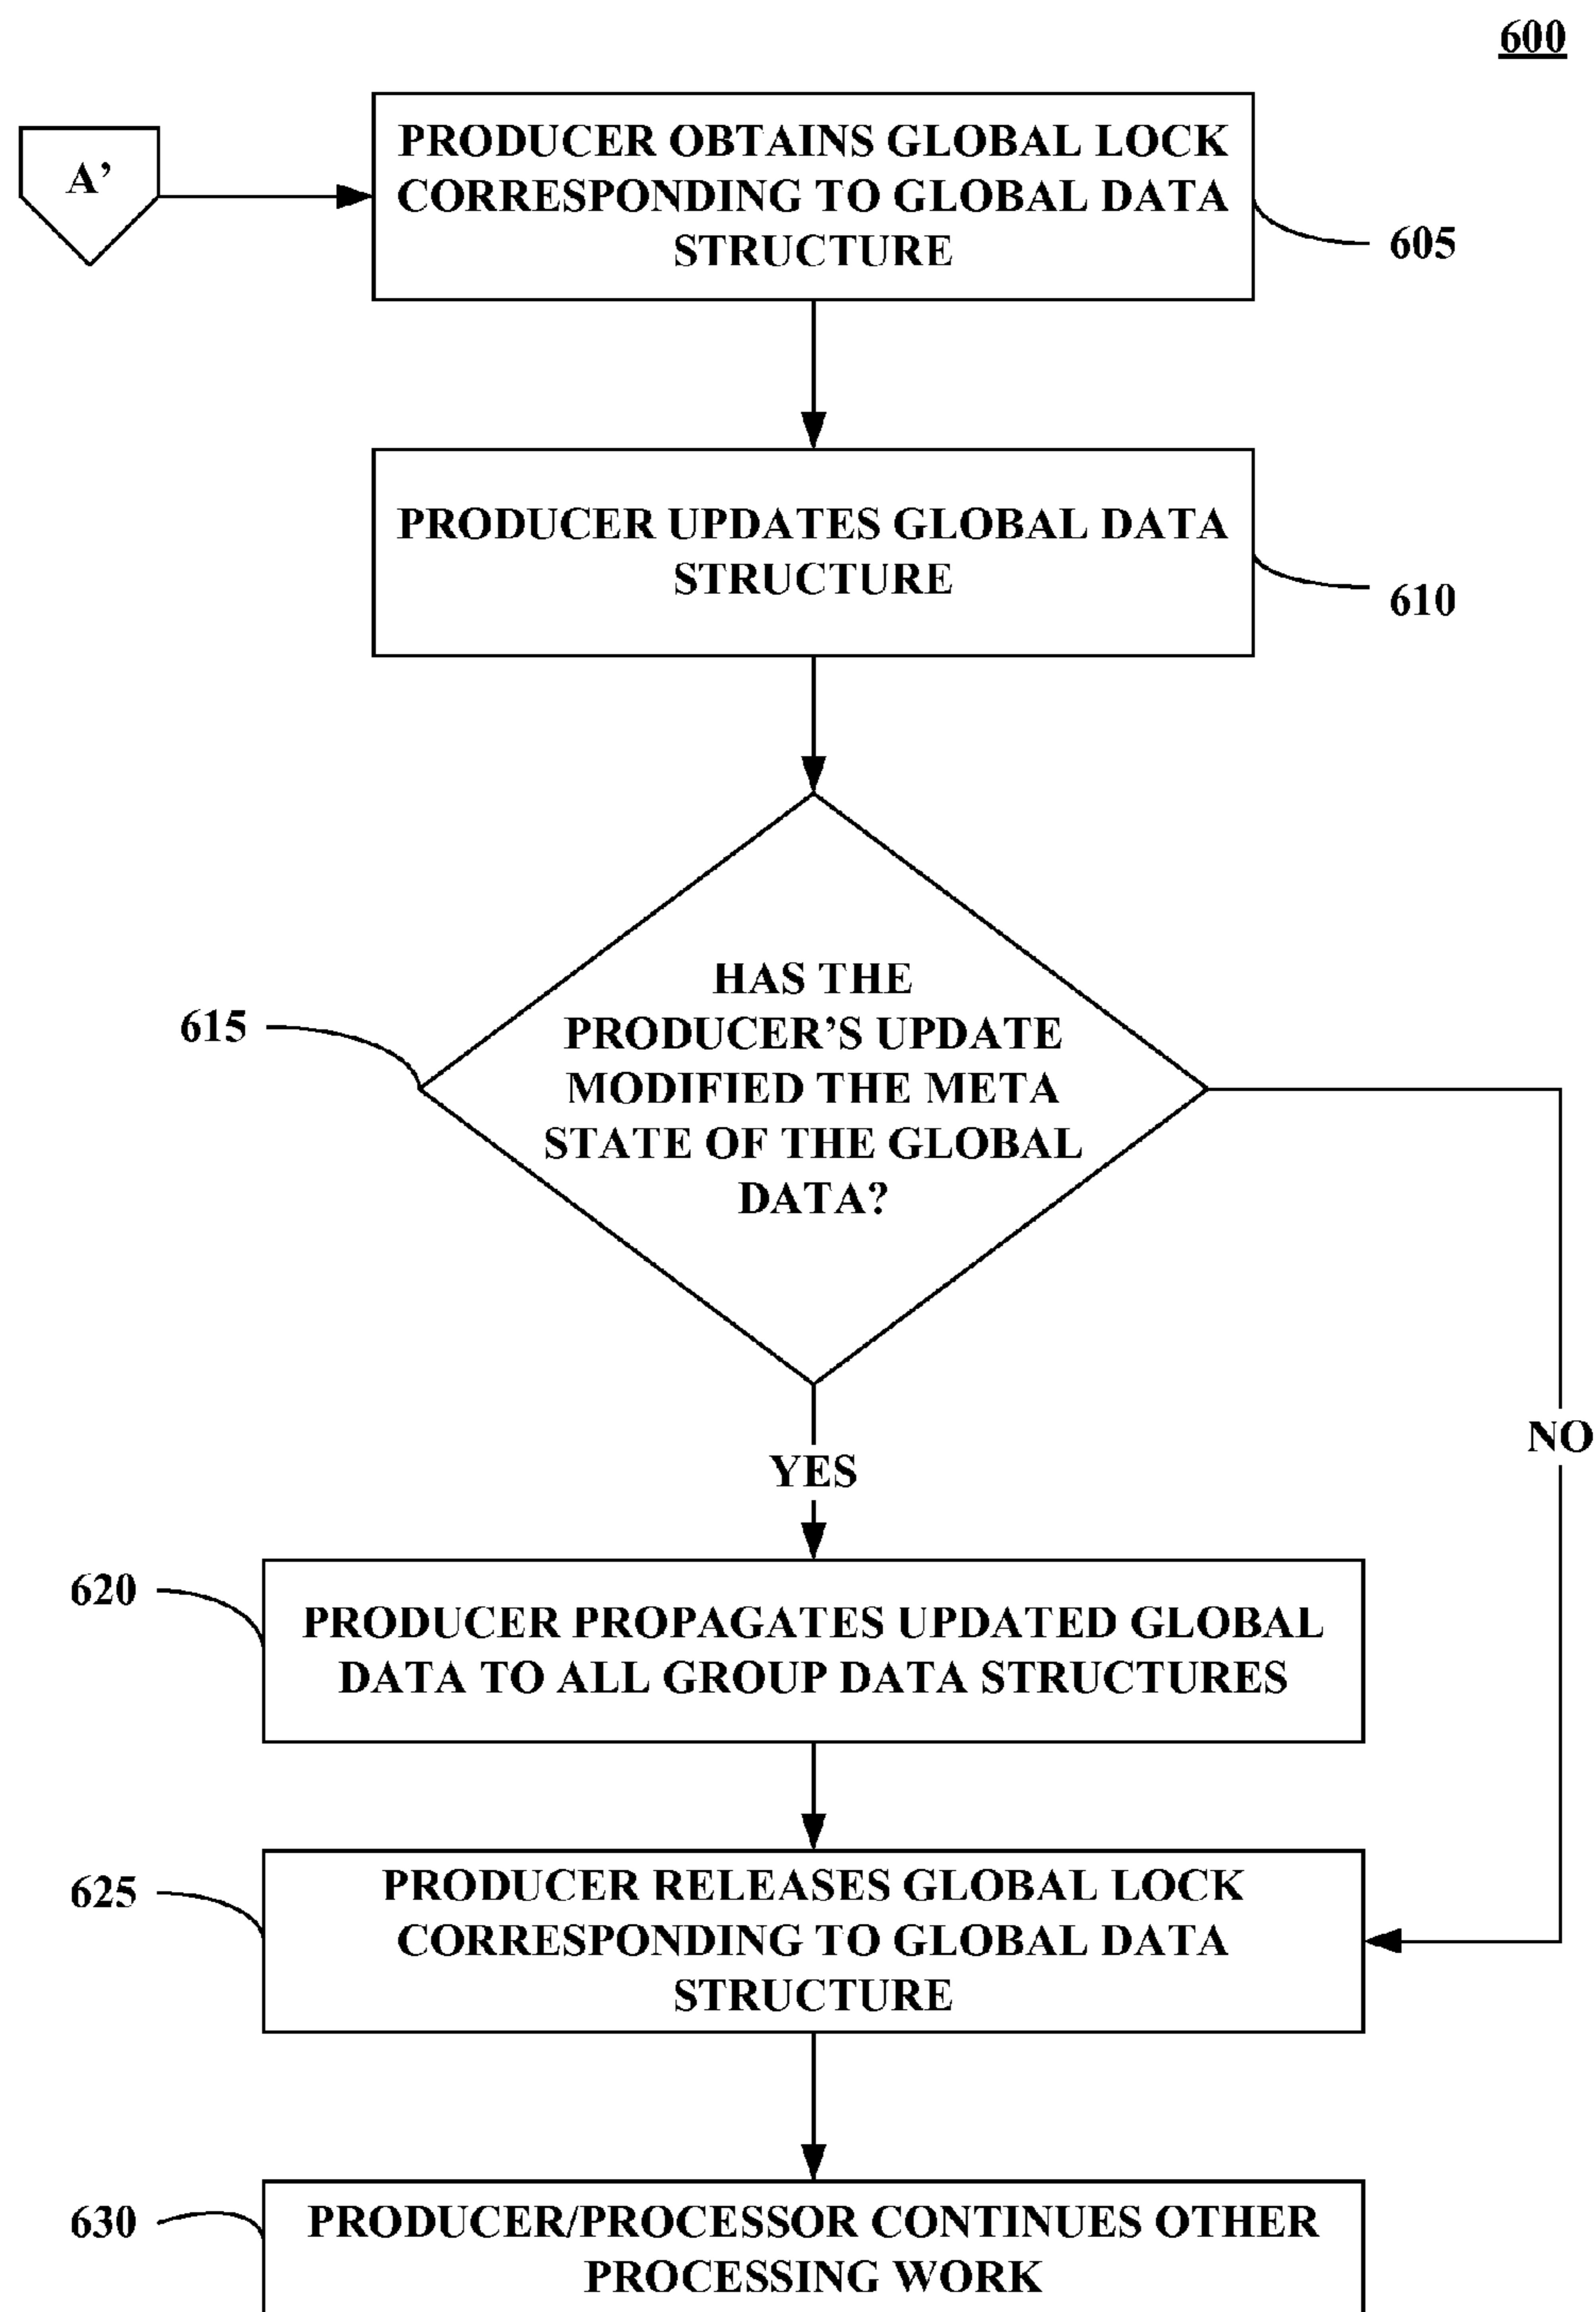 600
A’
PRODUCER OBTAINS GLOBAL LOCK
CORRESPONDING TO GLOBAL DATA
STRUCTURE
605
PRODUCER UPDATES GLOBAL DATA
STRUCTURE
610
HAS THE
PRODUCER’S UPDATE
MODIFIED THE META
STATE OF THE GLOBAL
DATA?
615
NO
YES
620
PRODUCER PROPAGATES UPDATED GLOBAL
DATA TO ALL GROUP DATA STRUCTURES
625
PRODUCER RELEASES GLOBAL LOCK
CORRESPONDING TO GLOBAL DATA
STRUCTURE
630
PRODUCER/PROCESSOR CONTINUES OTHER
PROCESSING WORK